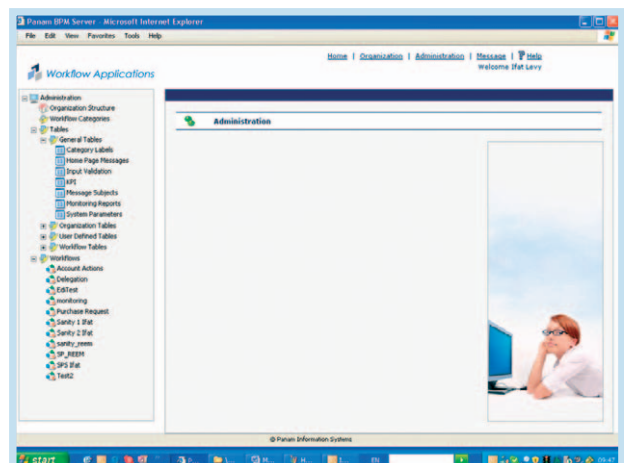 Panam BPM Server - Microsoft Internet Explorer
File Edit View Favorites Tools Help
Home | Organization | Administration | Message | Help
Welcome Ifat Levy
Workflow Applications
Administration
Organization Structure
Workflow Categories
Tables
General Tables
Category Labels
Home Page Messages
Input Validation
KPI
Message Subjects
Monitoring Reports
System Parameters
Organization Tables
User Defined Tables
Workflow Tables
Workflows
Account Actions
Delegation
EdiTest
monitoring
Purchase Request
Sanity 1 Ifat
Sanity 2 Ifat
sanity_reem
SP_REEM
SPS Ifat
Test2
Administration
© Panam Information Systems
start
EN
09:47